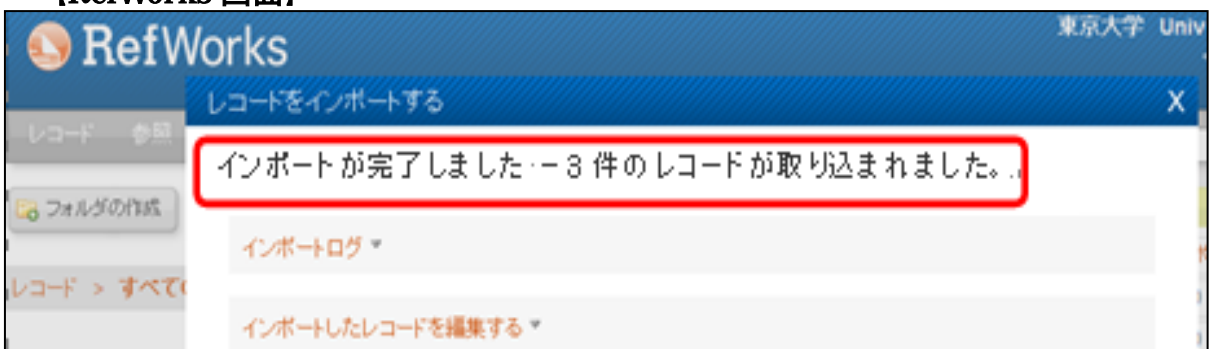 【RefWorks 画面】
RefWorks
東京大学 Univ
レコードをインポートする X
レコード 参照
インポートが完了しました - 3 件のレコードが取り込まれました。
フォルダの作成
インポートログ
レコード > すべての
インポートしたレコードを編集する